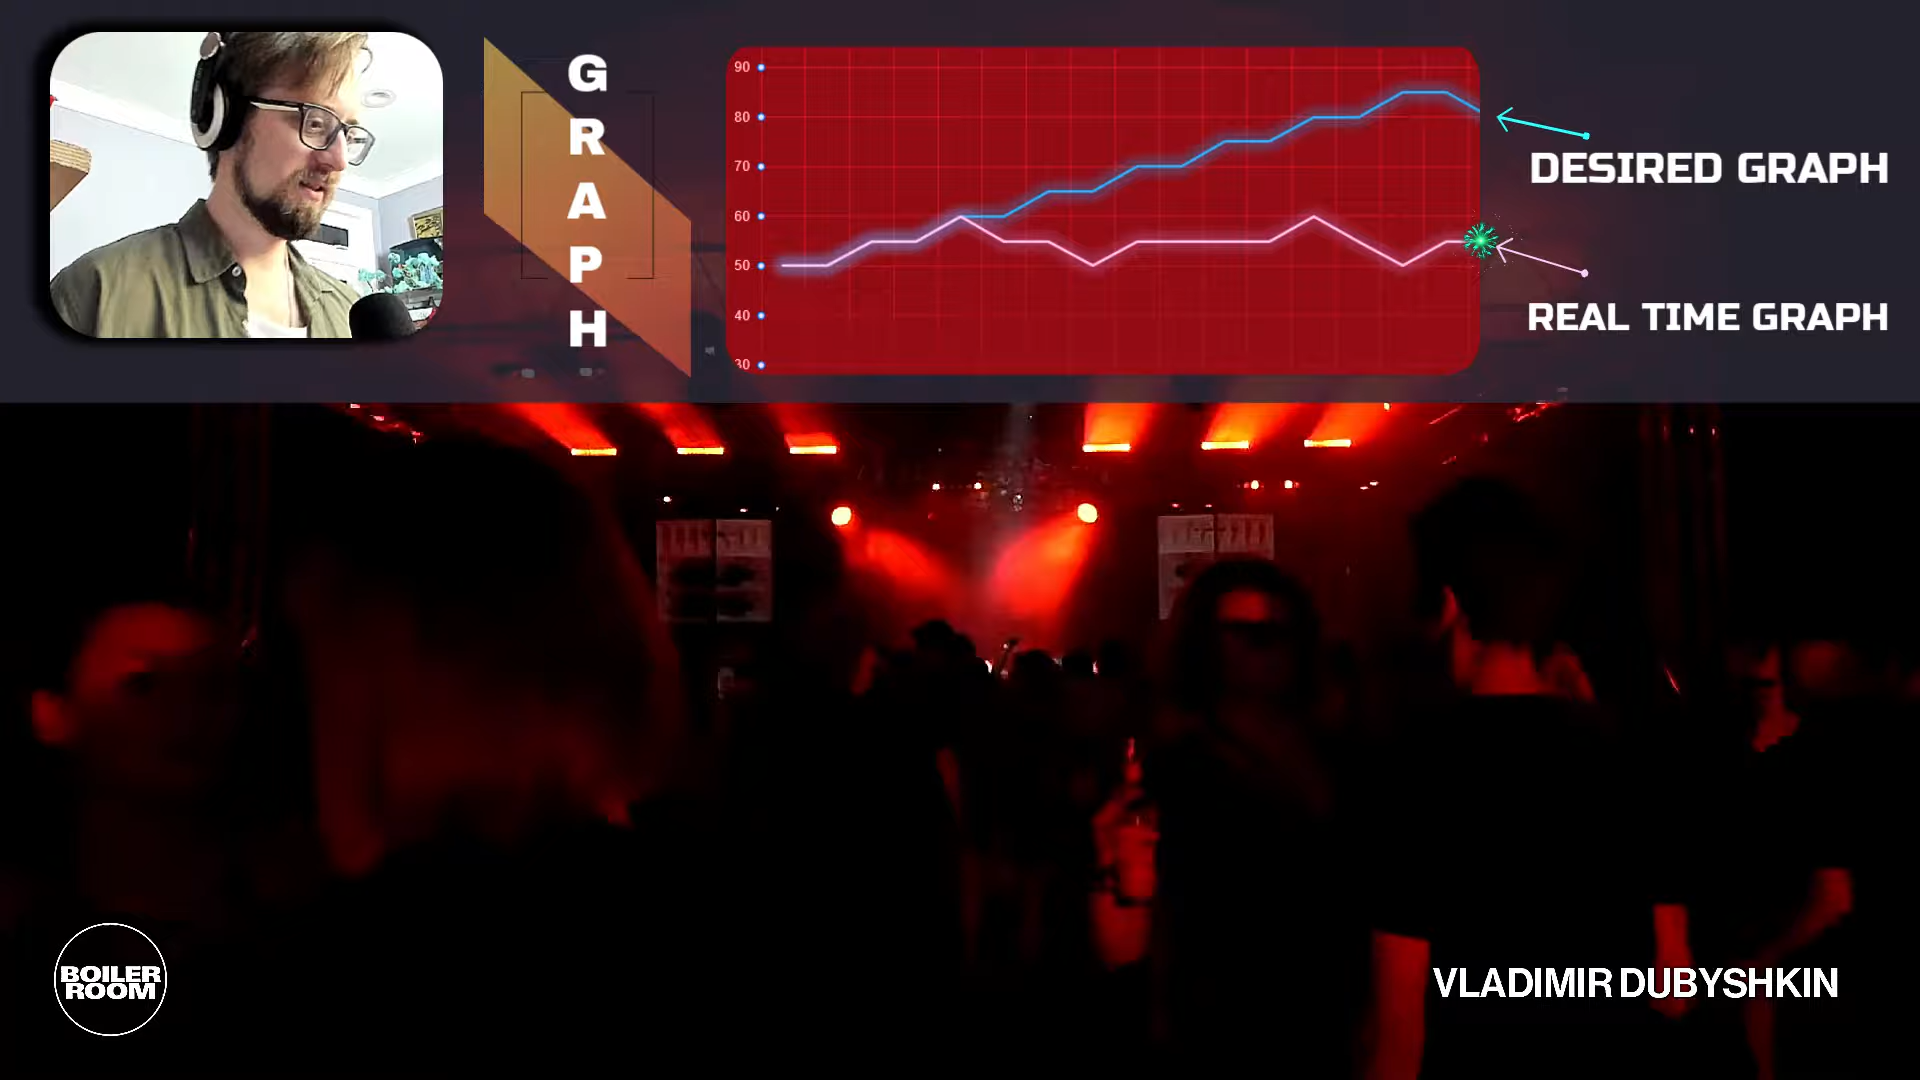 G
R
A
P
H
90
80
70
60
50
40
30
DESIRED GRAPH
REAL TIME GRAPH
BOILER
ROOM
VLADIMIR DUBYSHKIN